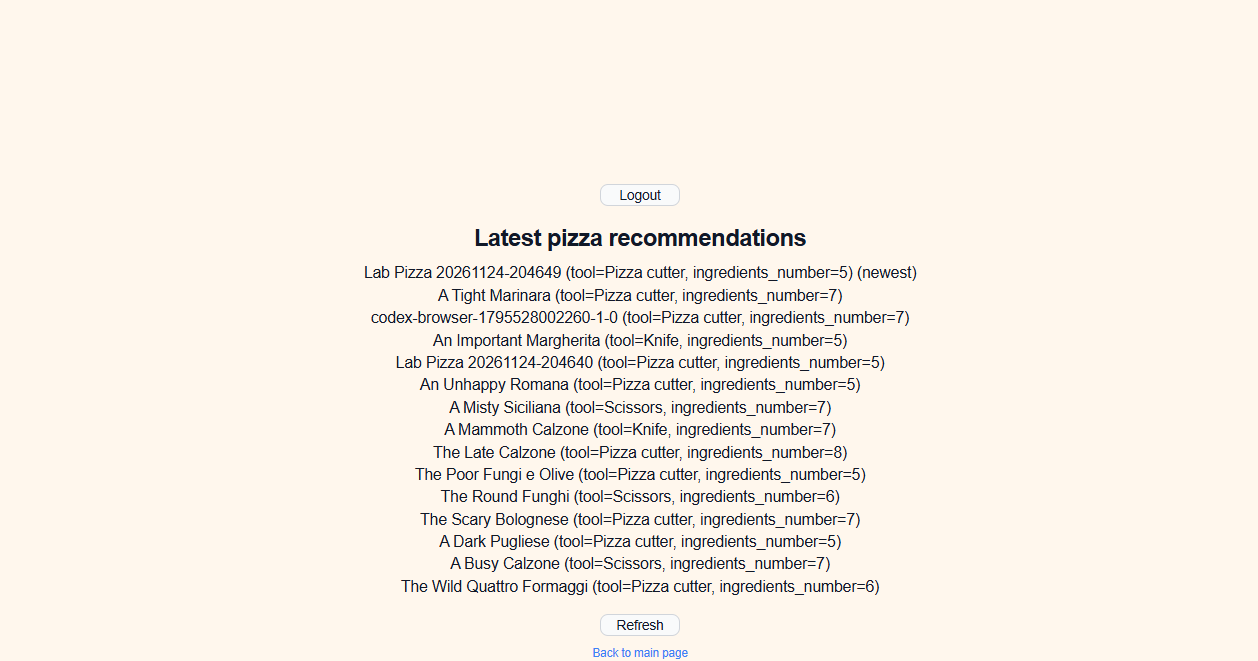 Logout
Latest pizza recommendations
Lab Pizza 20261124-204649 (tool=Pizza cutter, ingredients_number=5) (newest)
A Tight Marinara (tool=Pizza cutter, ingredients_number=7)
codex-browser-1795528002260-1-0 (tool=Pizza cutter, ingredients_number=7)
An Important Margherita (tool=Knife, ingredients_number=5)
Lab Pizza 20261124-204640 (tool=Pizza cutter, ingredients_number=5)
An Unhappy Romana (tool=Pizza cutter, ingredients_number=5)
A Misty Siciliana (tool=Scissors, ingredients_number=7)
A Mammoth Calzone (tool=Knife, ingredients_number=7)
The Late Calzone (tool=Pizza cutter, ingredients_number=8)
The Poor Fungi e Olive (tool=Pizza cutter, ingredients_number=5)
The Round Funghi (tool=Scissors, ingredients_number=6)
The Scary Bolognese (tool=Pizza cutter, ingredients_number=7)
A Dark Pugliese (tool=Pizza cutter, ingredients_number=5)
A Busy Calzone (tool=Scissors, ingredients_number=7)
The Wild Quattro Formaggi (tool=Pizza cutter, ingredients_number=6)
Refresh
Back to main page